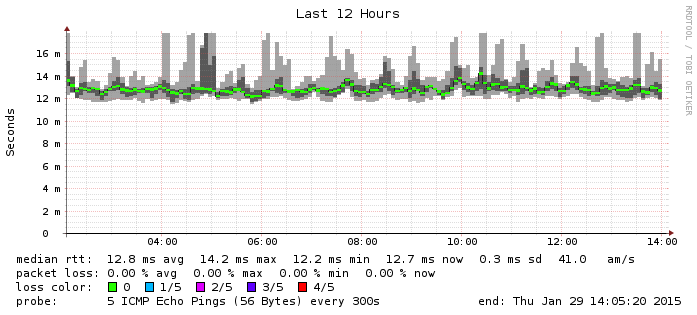 Last 12 Hours
RRDTOOL / TOBI OETIKER
Seconds
16 m
14 m
12 m
10 m
8 m
6 m
4 m
2 m
0
04:00 06:00 08:00 10:00 12:00 14:00
median rtt: 12.8 ms avg 14.2 ms max 12.2 ms min 12.7 ms now 0.3 ms sd 41.0 am/s
packet loss: 0.00 % avg 0.00 % max 0.00 % min 0.00 % now
loss color: 0 1/5 2/5 3/5 4/5
probe: 5 ICMP Echo Pings (56 Bytes) every 300s end: Thu Jan 29 14:05:20 2015